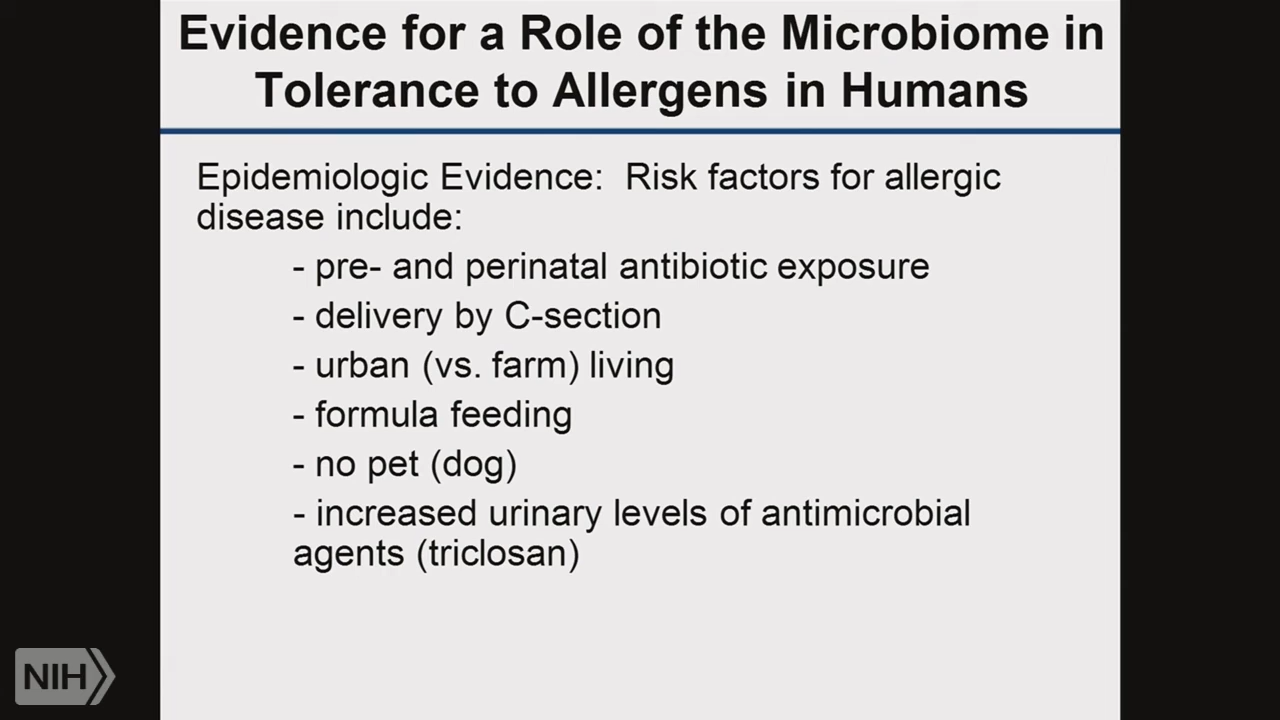 Evidence for a Role of the Microbiome in
Tolerance to Allergens in Humans
Epidemiologic Evidence:  Risk factors for allergic
disease include:
- pre- and perinatal antibiotic exposure
- delivery by C-section
- urban (vs. farm) living
- formula feeding
- no pet (dog)
- increased urinary levels of antimicrobial
agents (triclosan)
NIH